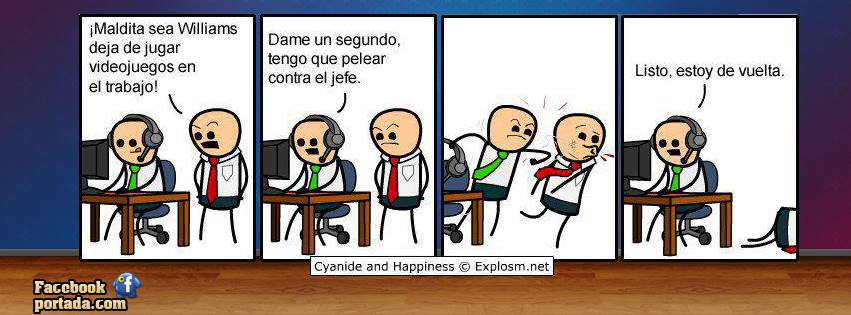 ¡Maldita sea Williams
deja de jugar
videojuegos en
el trabajo!
Dame un segundo,
tengo que pelear
contra el jefe.
Listo, estoy de vuelta.
Cyanide and Happiness © Explosm.net
Facebook
portada.com